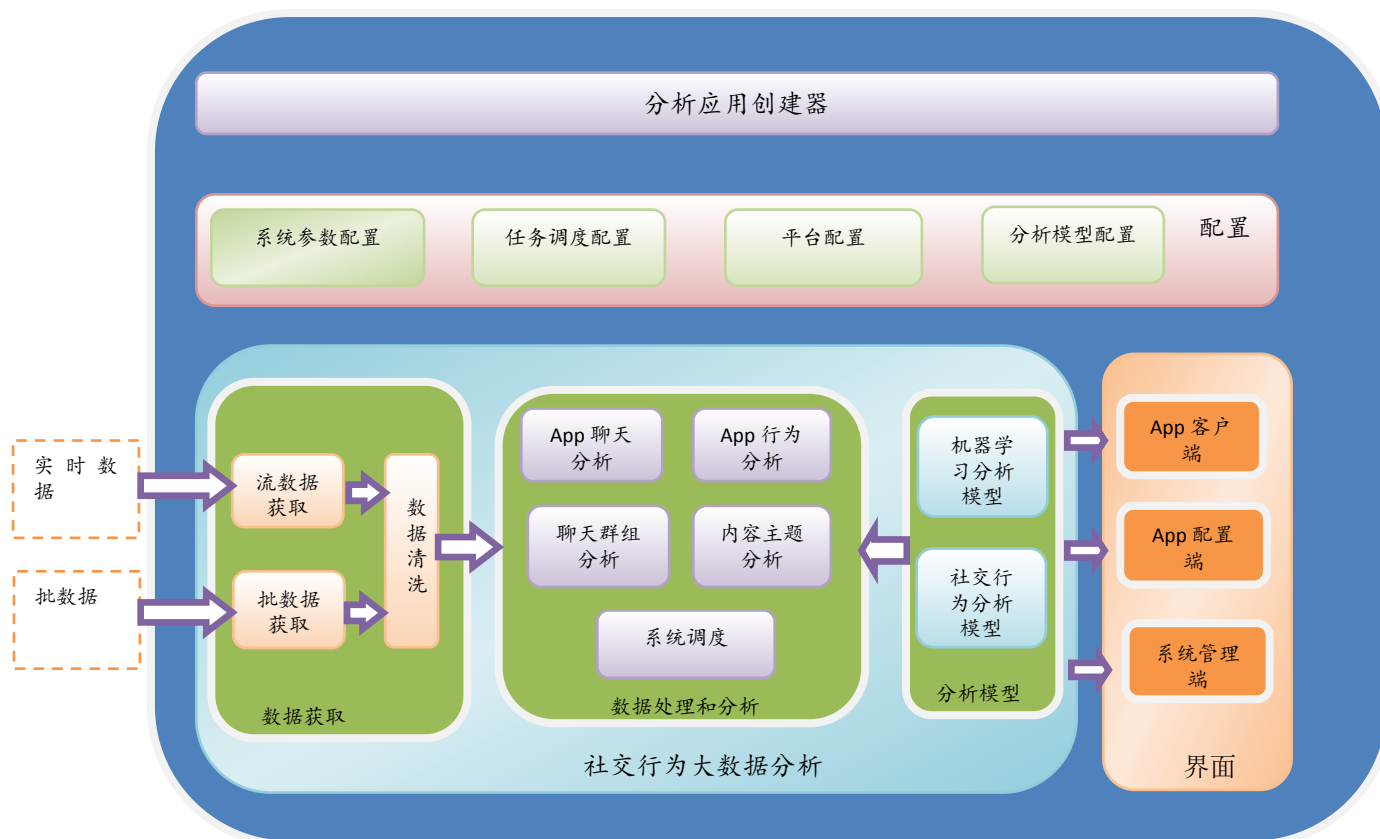 分析应用创建器
系统参数配置
任务调度配置
平台配置
分析模型配置
配置
实时数
据
批数据
流数据
获取
批数据
获取
数
据
清
洗
数据获取
App 聊天
分析
App 行为
分析
聊天群组
分析
内容主题
分析
系统调度
数据处理和分析
机器学
习分析
模型
社交行
为分析
模型
分析模型
社交行为大数据分析
App 客户
端
App 配置
端
系统管理
端
界面